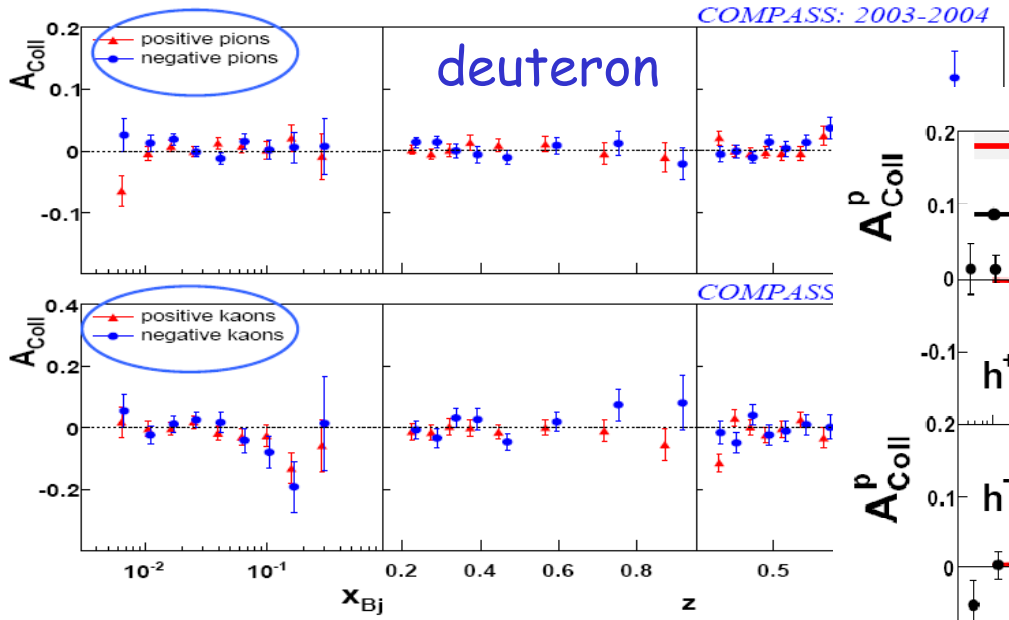 COMPASS: 2003-2004
0.2
positive pions
negative pions
deuteron
A_Coll
0.1
0
-0.1
COMPASS
0.4
positive kaons
negative kaons
A_Coll
0.2
0
-0.2
10^-2
10^-1
x_Bj
0.2
0.4
0.6
0.8
z
0.5
0.2
A^p_Coll
0.1
0
-0.1
h^+
0.2
A^p_Coll
0.1
h^-
0